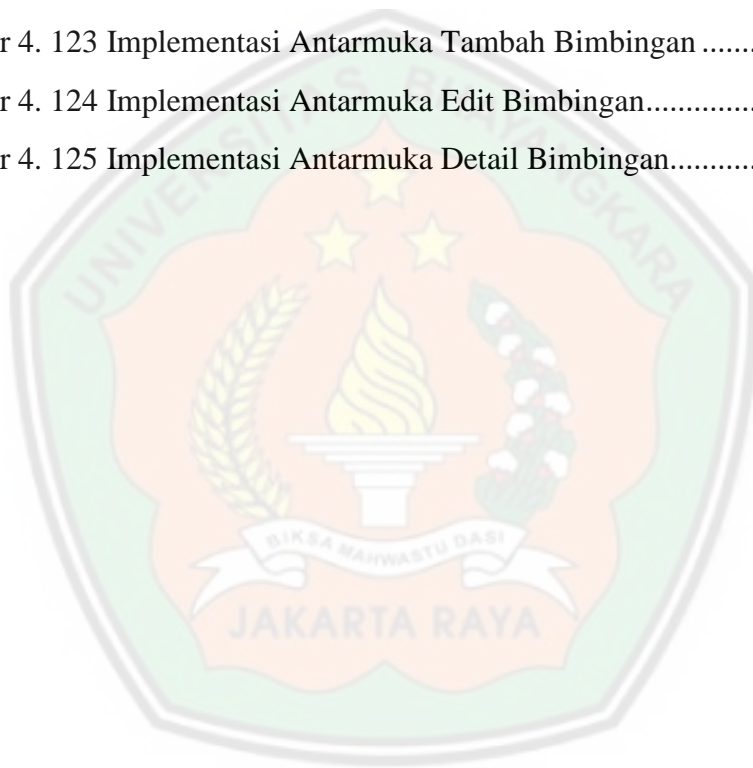 r 4. 123 Implementasi Antarmuka Tambah Bimbingan .......
r 4. 124 Implementasi Antarmuka Edit Bimbingan..............
r 4. 125 Implementasi Antarmuka Detail Bimbingan...........
UNIVERSITAS BHAYANGKARA
BIKSA MAHWASTU DASI
JAKARTA RAYA